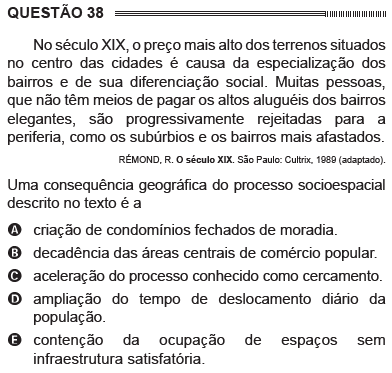 QUESTÃO 38
No século XIX, o preço mais alto dos terrenos situados
no centro das cidades é causa da especialização dos
bairros e de sua diferenciação social. Muitas pessoas,
que não têm meios de pagar os altos aluguéis dos bairros
elegantes, são progressivamente rejeitadas para a
periferia, como os subúrbios e os bairros mais afastados.
RÉMOND, R. O século XIX. São Paulo: Cultrix, 1989 (adaptado).
Uma consequência geográfica do processo socioespacial
descrito no texto é a
A criação de condomínios fechados de moradia.
B decadência das áreas centrais de comércio popular.
C aceleração do processo conhecido como cercamento.
D ampliação do tempo de deslocamento diário da
população.
E contenção da ocupação de espaços sem
infraestrutura satisfatória.